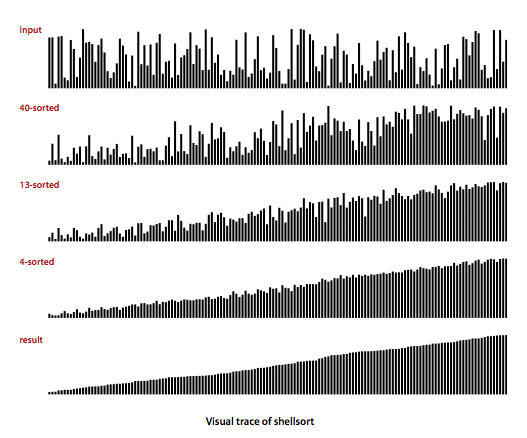 input
40-sorted
13-sorted
4-sorted
result
Visual trace of shellsort